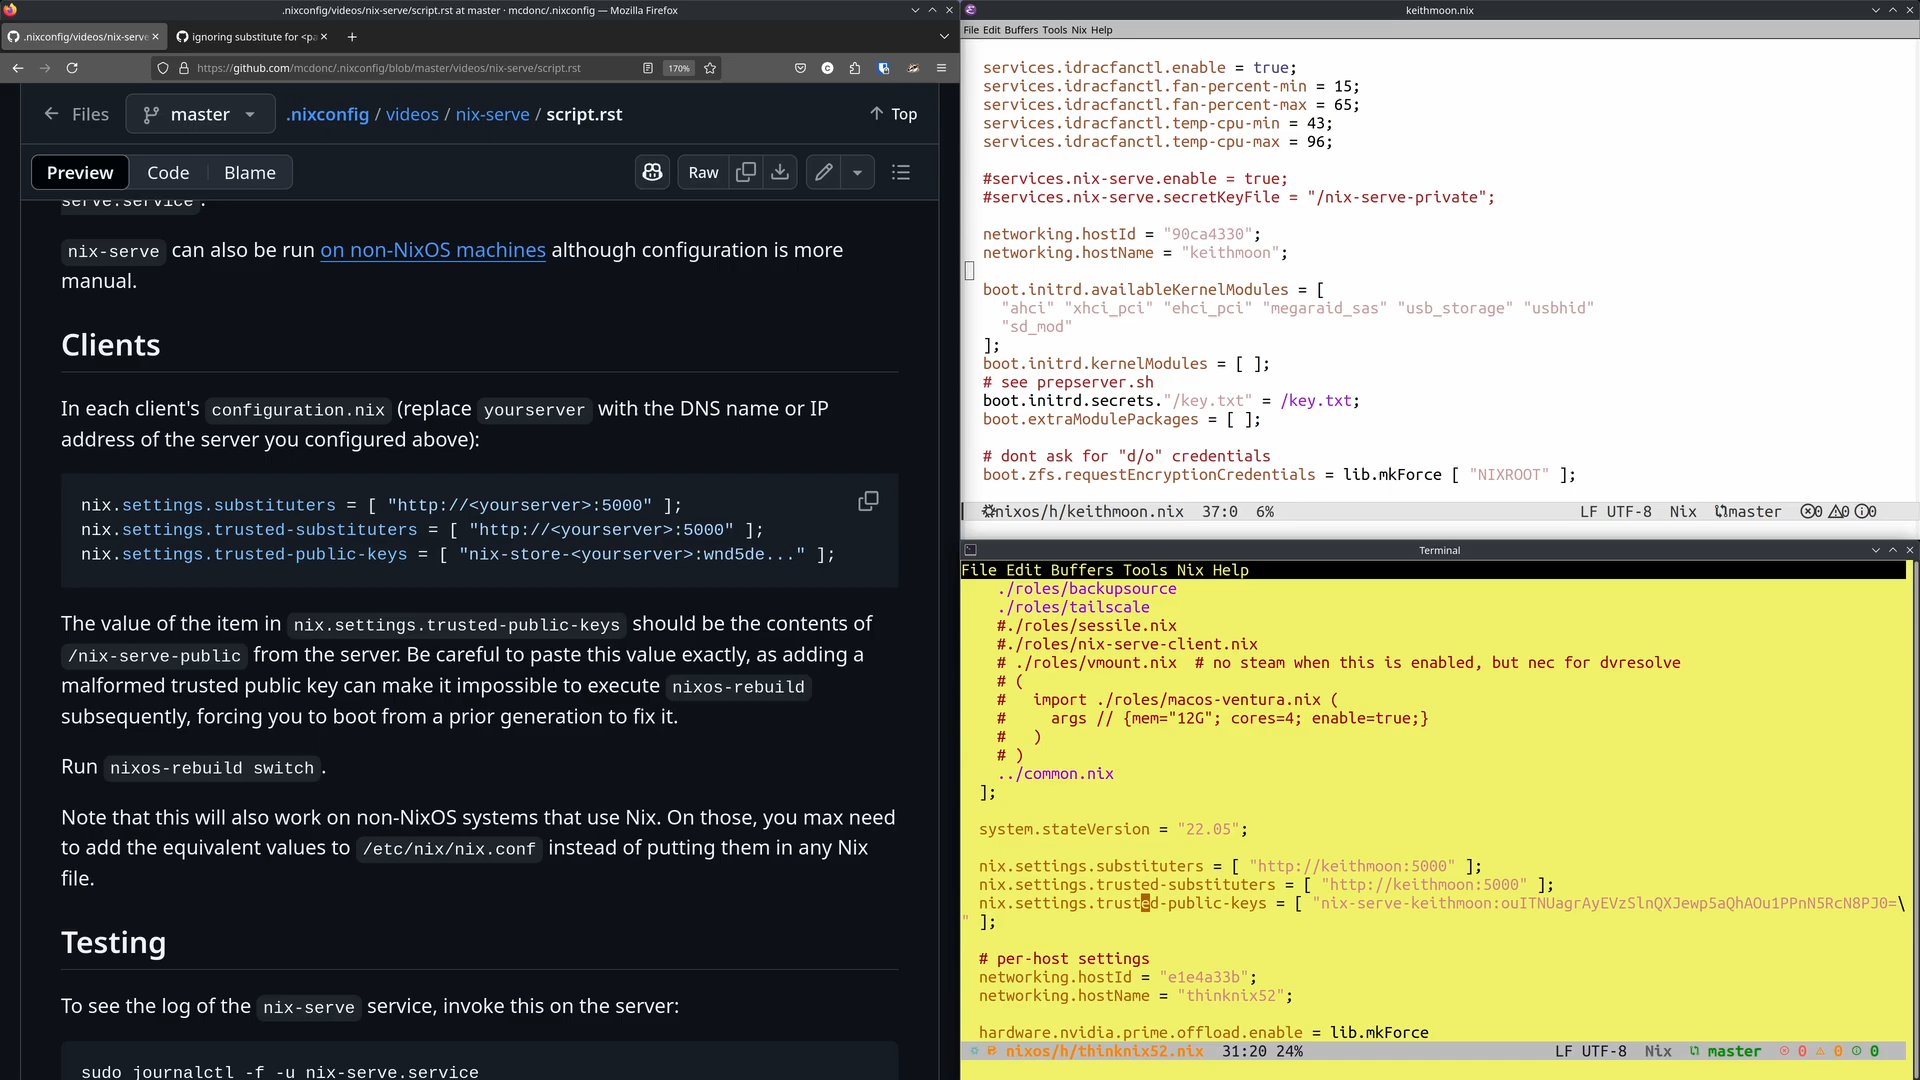 .nixconfig/videos/nix-serve/script.rst at master · mcdonc/.nixconfig — Mozilla Firefox
.nixconfig/videos/nix-serve
ignoring substitute for <pa
https://github.com/mcdonc/.nixconfig/blob/master/videos/nix-serve/script.rst
170%
Files
master
.nixconfig / videos / nix-serve / script.rst
Top
Preview
Code
Blame
Raw
serve.service .
nix-serve can also be run on non-NixOS machines although configuration is more
manual.
Clients
In each client's configuration.nix (replace yourserver with the DNS name or IP
address of the server you configured above):
nix.settings.substituters = [ "http://<yourserver>:5000" ];
nix.settings.trusted-substituters = [ "http://<yourserver>:5000" ];
nix.settings.trusted-public-keys = [ "nix-store-<yourserver>:wnd5de..." ];
The value of the item in nix.settings.trusted-public-keys should be the contents of
/nix-serve-public from the server. Be careful to paste this value exactly, as adding a
malformed trusted public key can make it impossible to execute nixos-rebuild
subsequently, forcing you to boot from a prior generation to fix it.
Run nixos-rebuild switch .
Note that this will also work on non-NixOS systems that use Nix. On those, you max need
to add the equivalent values to /etc/nix/nix.conf instead of putting them in any Nix
file.
Testing
To see the log of the nix-serve service, invoke this on the server:
sudo journalctl -f -u nix-serve.service
keithmoon.nix
File Edit Buffers Tools Nix Help
services.idracfanctl.enable = true;
services.idracfanctl.fan-percent-min = 15;
services.idracfanctl.fan-percent-max = 65;
services.idracfanctl.temp-cpu-min = 43;
services.idracfanctl.temp-cpu-max = 96;
#services.nix-serve.enable = true;
#services.nix-serve.secretKeyFile = "/nix-serve-private";
networking.hostId = "90ca4330";
networking.hostName = "keithmoon";
boot.initrd.availableKernelModules = [
"ahci" "xhci_pci" "ehci_pci" "megaraid_sas" "usb_storage" "usbhid"
"sd_mod"
];
boot.initrd.kernelModules = [ ];
# see prepserver.sh
boot.initrd.secrets."/key.txt" = /key.txt;
boot.extraModulePackages = [ ];
# dont ask for "d/o" credentials
boot.zfs.requestEncryptionCredentials = lib.mkForce [ "NIXROOT" ];
nixos/h/keithmoon.nix 37:0 6% LF UTF-8 Nix master 0 0 0
Terminal
File Edit Buffers Tools Nix Help
./roles/backupsource
./roles/tailscale
#./roles/sessile.nix
#./roles/nix-serve-client.nix
# ./roles/vmount.nix # no steam when this is enabled, but nec for dvresolve
# (
# import ./roles/macos-ventura.nix (
# args // {mem="12G"; cores=4; enable=true;}
# )
# )
../common.nix
];
system.stateVersion = "22.05";
nix.settings.substituters = [ "http://keithmoon:5000" ];
nix.settings.trusted-substituters = [ "http://keithmoon:5000" ];
nix.settings.trusted-public-keys = [ "nix-serve-keithmoon:ouITNUagrAyEVzSlnQXJewp5aQhAOu1PPnN5RcN8PJ0=\
" ];
# per-host settings
networking.hostId = "e1e4a33b";
networking.hostName = "thinknix52";
hardware.nvidia.prime.offload.enable = lib.mkForce
nixos/h/thinknix52.nix 31:20 24% LF UTF-8 Nix master 0 0 0